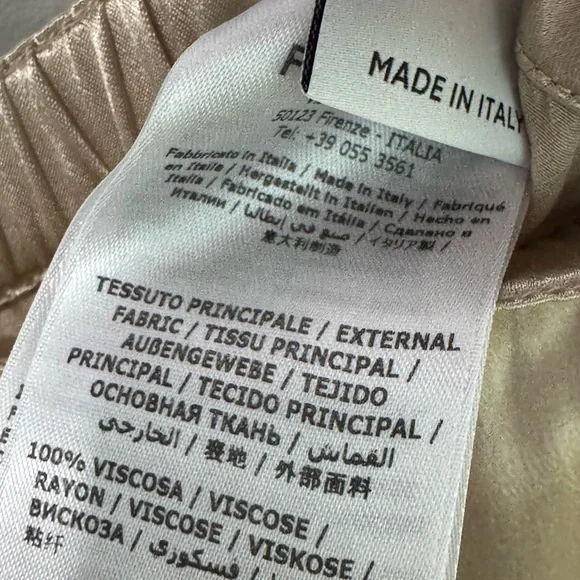 MADE IN ITALY
50123 Firenze - ITALIA
Tel: +39 055 3561
Fabbricato in Italia / Made in Italy / Fabriqué
en Italie / Hergestellt in Italien / Hecho en
Italia / Fabricado em Itália / Сделано в
Италии / صنع في إيطاليا / イタリア製 /
意大利制造
TESSUTO PRINCIPALE / EXTERNAL
FABRIC / TISSU PRINCIPAL /
AUßENGEWEBE / TEJIDO
PRINCIPAL / TECIDO PRINCIPAL /
ОСНОВНАЯ ТКАНЬ /
القماش الخارجي / 表地 / 外部面料
100% VISCOSA / VISCOSE /
RAYON / VISCOSE / VISKOSE
ВИСКОЗА / فسكوزي /
粘纤